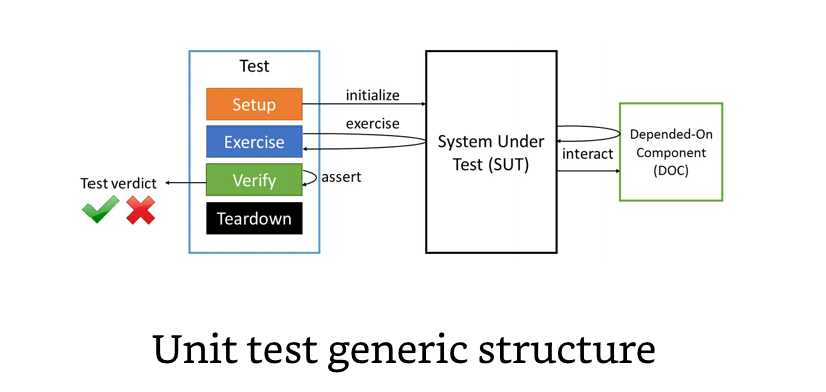 Test
Setup
initialize
exercise
Exercise
System Under
Test (SUT)
Depended-On
Component
(DOC)
interact
Test verdict
Verify
assert
Teardown
Unit test generic structure